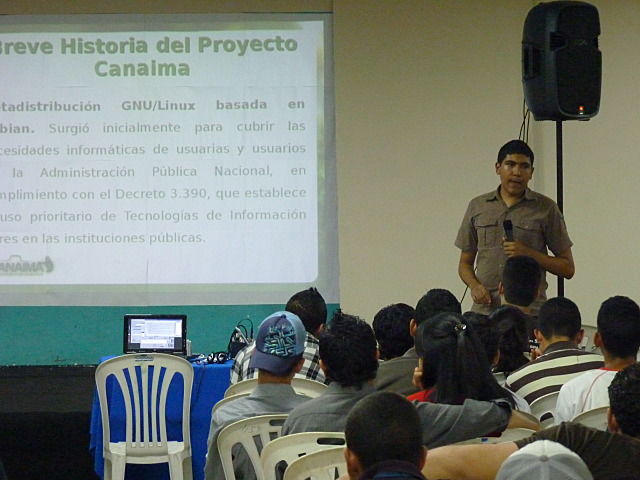 Breve Historia del Proyecto
Canaima
etadistribución GNU/Linux basada en
bian. Surgió inicialmente para cubrir las
cesidades informáticas de usuarias y usuarios
la Administración Pública Nacional, en
mplimiento con el Decreto 3.390, que establece
uso prioritario de Tecnologías de Información
res en las instituciones públicas.
CANAIMA